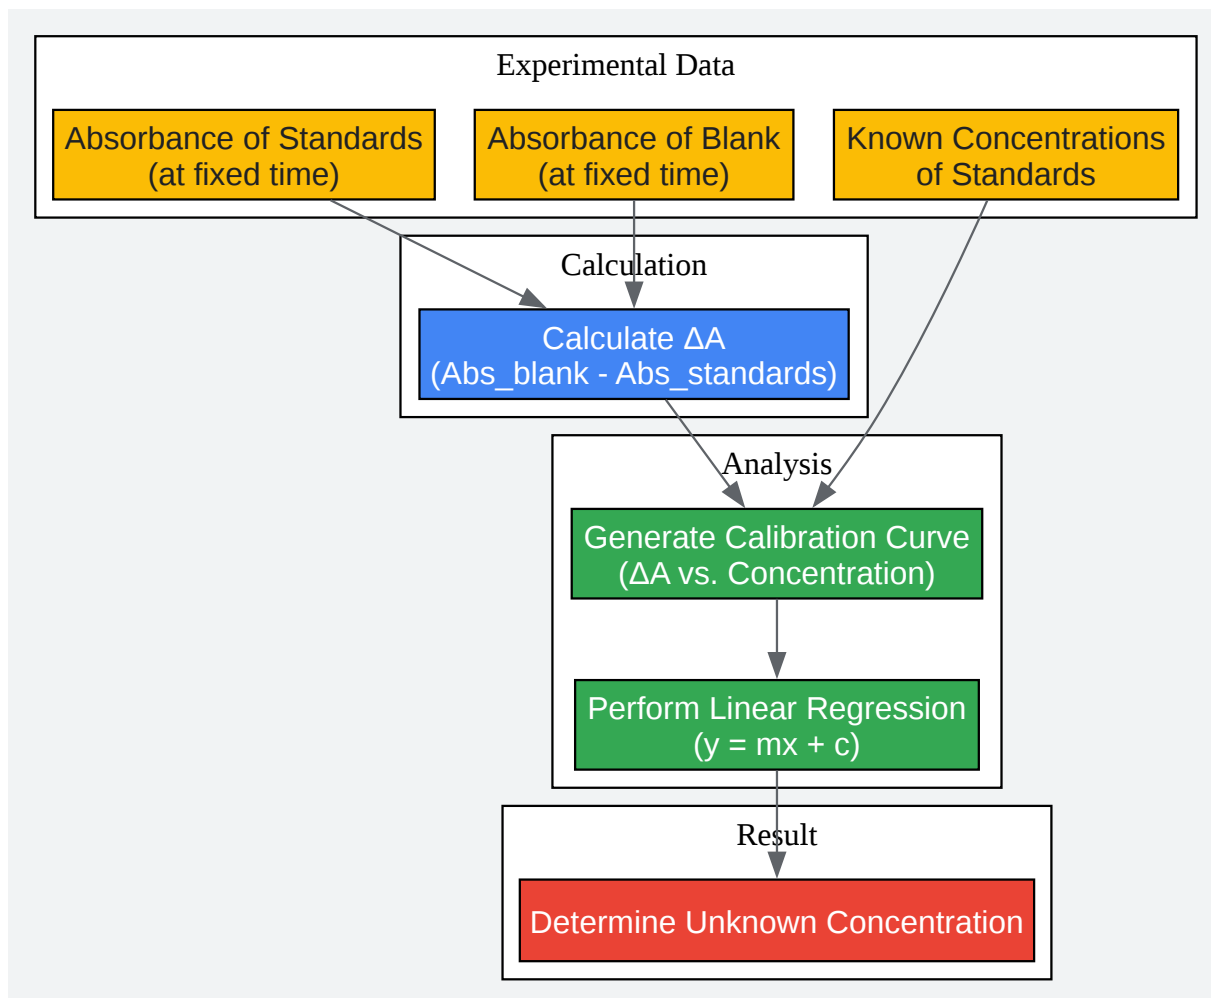 Experimental Data
Absorbance of Standards
(at fixed time)
Absorbance of Blank
(at fixed time)
Known Concentrations
of Standards
Calculation
Calculate ΔA
(Abs_blank - Abs_standards)
Analysis
Generate Calibration Curve
(ΔA vs. Concentration)
Perform Linear Regression
(y = mx + c)
Result
Determine Unknown Concentration